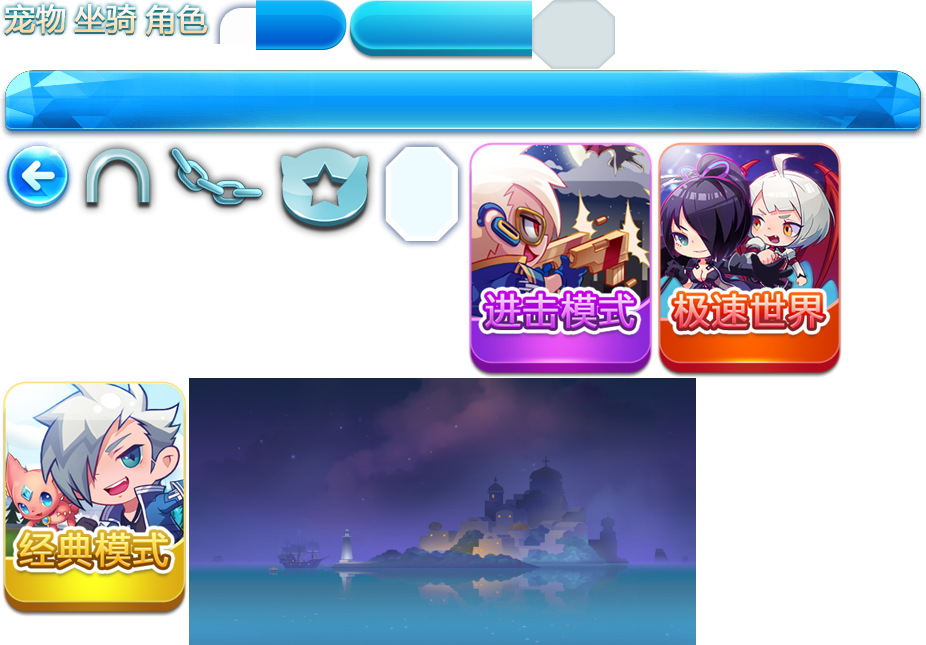 宠物 坐骑 角色
进击模式
极速世界
经典模式